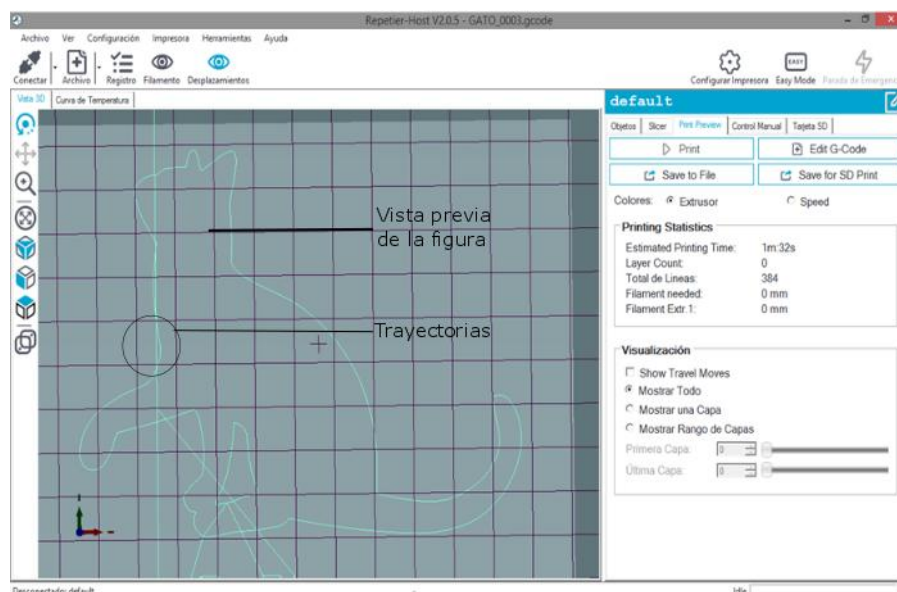 Repetier-Host V2.0.5 - GATO_0003.gcode
Archivo Ver Configuración Impresora Herramientas Ayuda
Conectar Archivo Registro Filamento Desplazamientos Configurar Impresora Easy Mode Parada de Emergenci
EASY
Vista 3D Curva de Temperatura
default
Objetos Slicer Print Preview Control Manual Tarjeta SD
Print Edit G-Code
Save to File Save for SD Print
Colores: Extrusor Speed
Printing Statistics
Estimated Printing Time: 1m:32s
Layer Count: 0
Total de Lineas: 384
Filament needed: 0 mm
Filament Extr.1: 0 mm
Visualización
Show Travel Moves
Mostrar Todo
Mostrar una Capa
Mostrar Rango de Capas
Primera Capa: 0
Última Capa: 0
Vista previa
de la figura
Trayectorias
Desconectado: default Idle